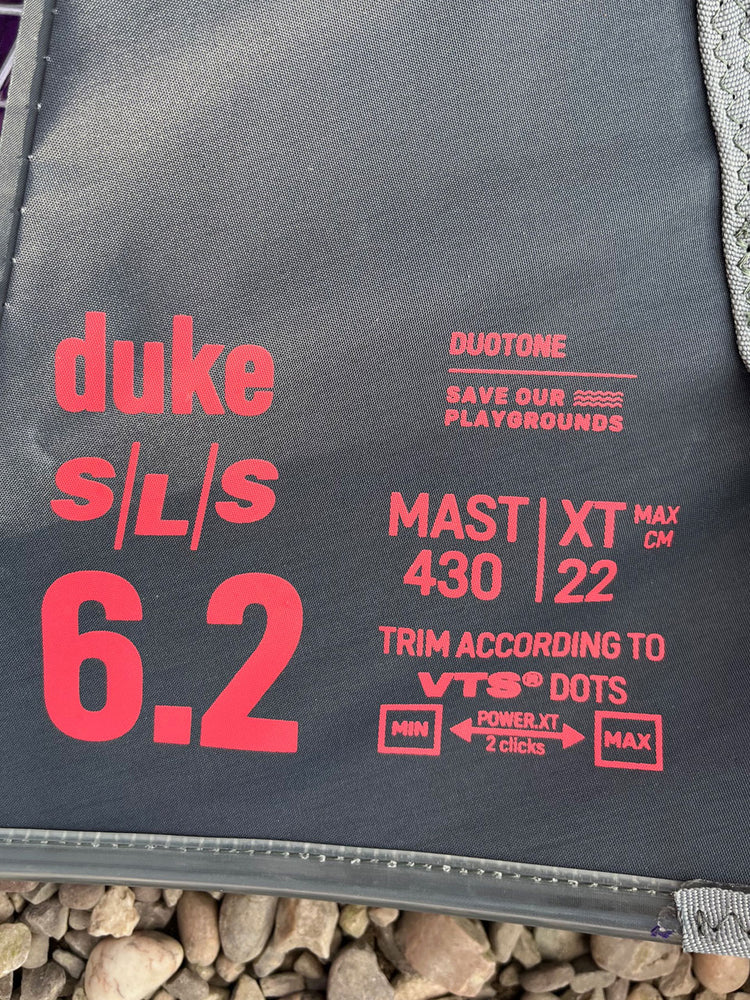 duke
S/L/S
6.2
DUOTONE
SAVE OUR
PLAYGROUNDS
MAST | XT MAX CM
430 | 22
TRIM ACCORDING TO
VTS® DOTS
MIN POWER.XT MAX
2 clicks